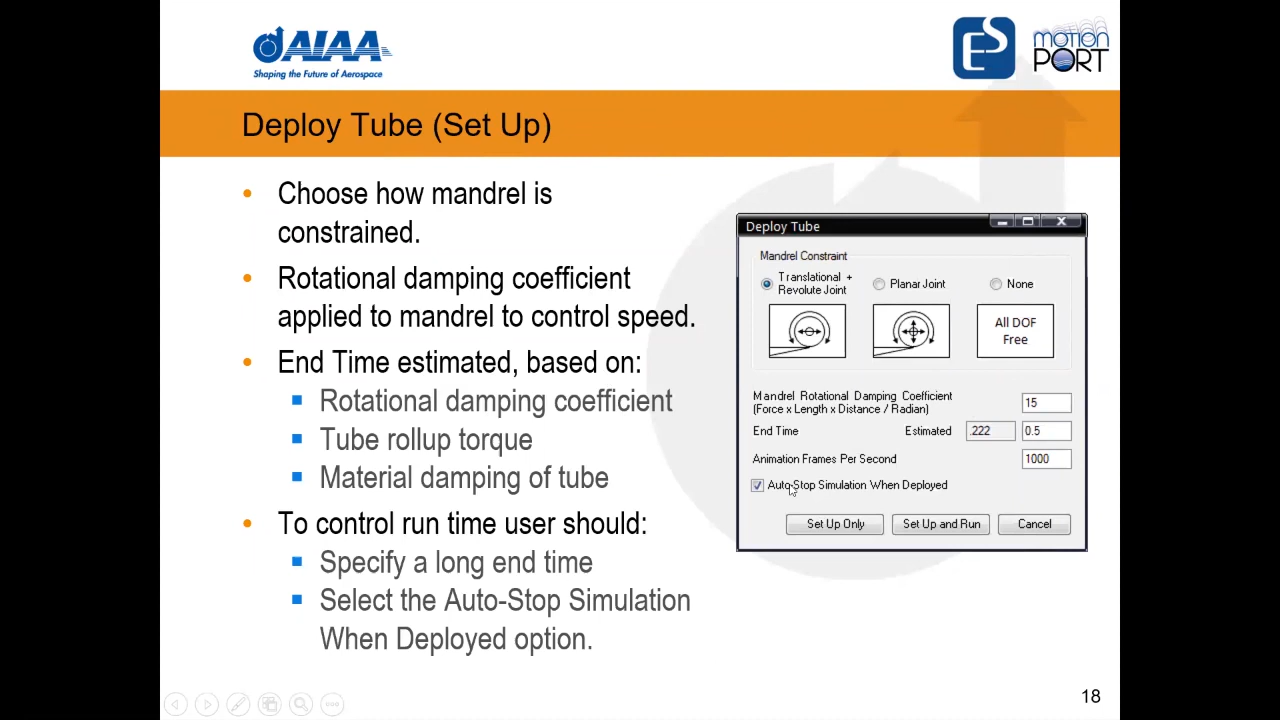 AIAA
Shaping the Future of Aerospace
ES
MOTION
PORT
Deploy Tube (Set Up)
• Choose how mandrel is
constrained.
• Rotational damping coefficient
applied to mandrel to control speed.
• End Time estimated, based on:
Rotational damping coefficient
Tube rollup torque
Material damping of tube
• To control run time user should:
Specify a long end time
Select the Auto-Stop Simulation
When Deployed option.
Deploy Tube
Mandrel Constraint
Translational +
Revolute Joint
Planar Joint
None
All DOF
Free
Mandrel Rotational Damping Coefficient
(Force x Length x Distance / Radian)
15
End Time Estimated .222 0.5
Animation Frames Per Second 1000
Auto-Stop Simulation When Deployed
Set Up Only Set Up and Run Cancel
18